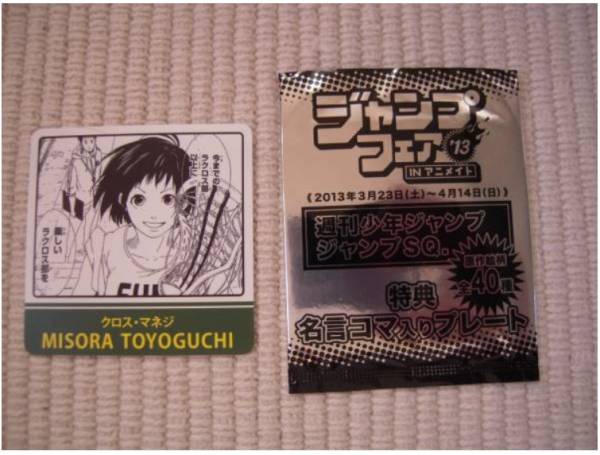 今までの
ラクロス部
以上に
楽しい
ラクロス部を
クロス・マネジ
MISORA TOYOGUCHI
ジャンプ
フェア
'13
IN アニメイト
《2013年3月23日(土)～4月14日(日)》
週刊少年ジャンプ
ジャンプSQ.
原作絵柄
全40種
特典
名言コマ入りプレート